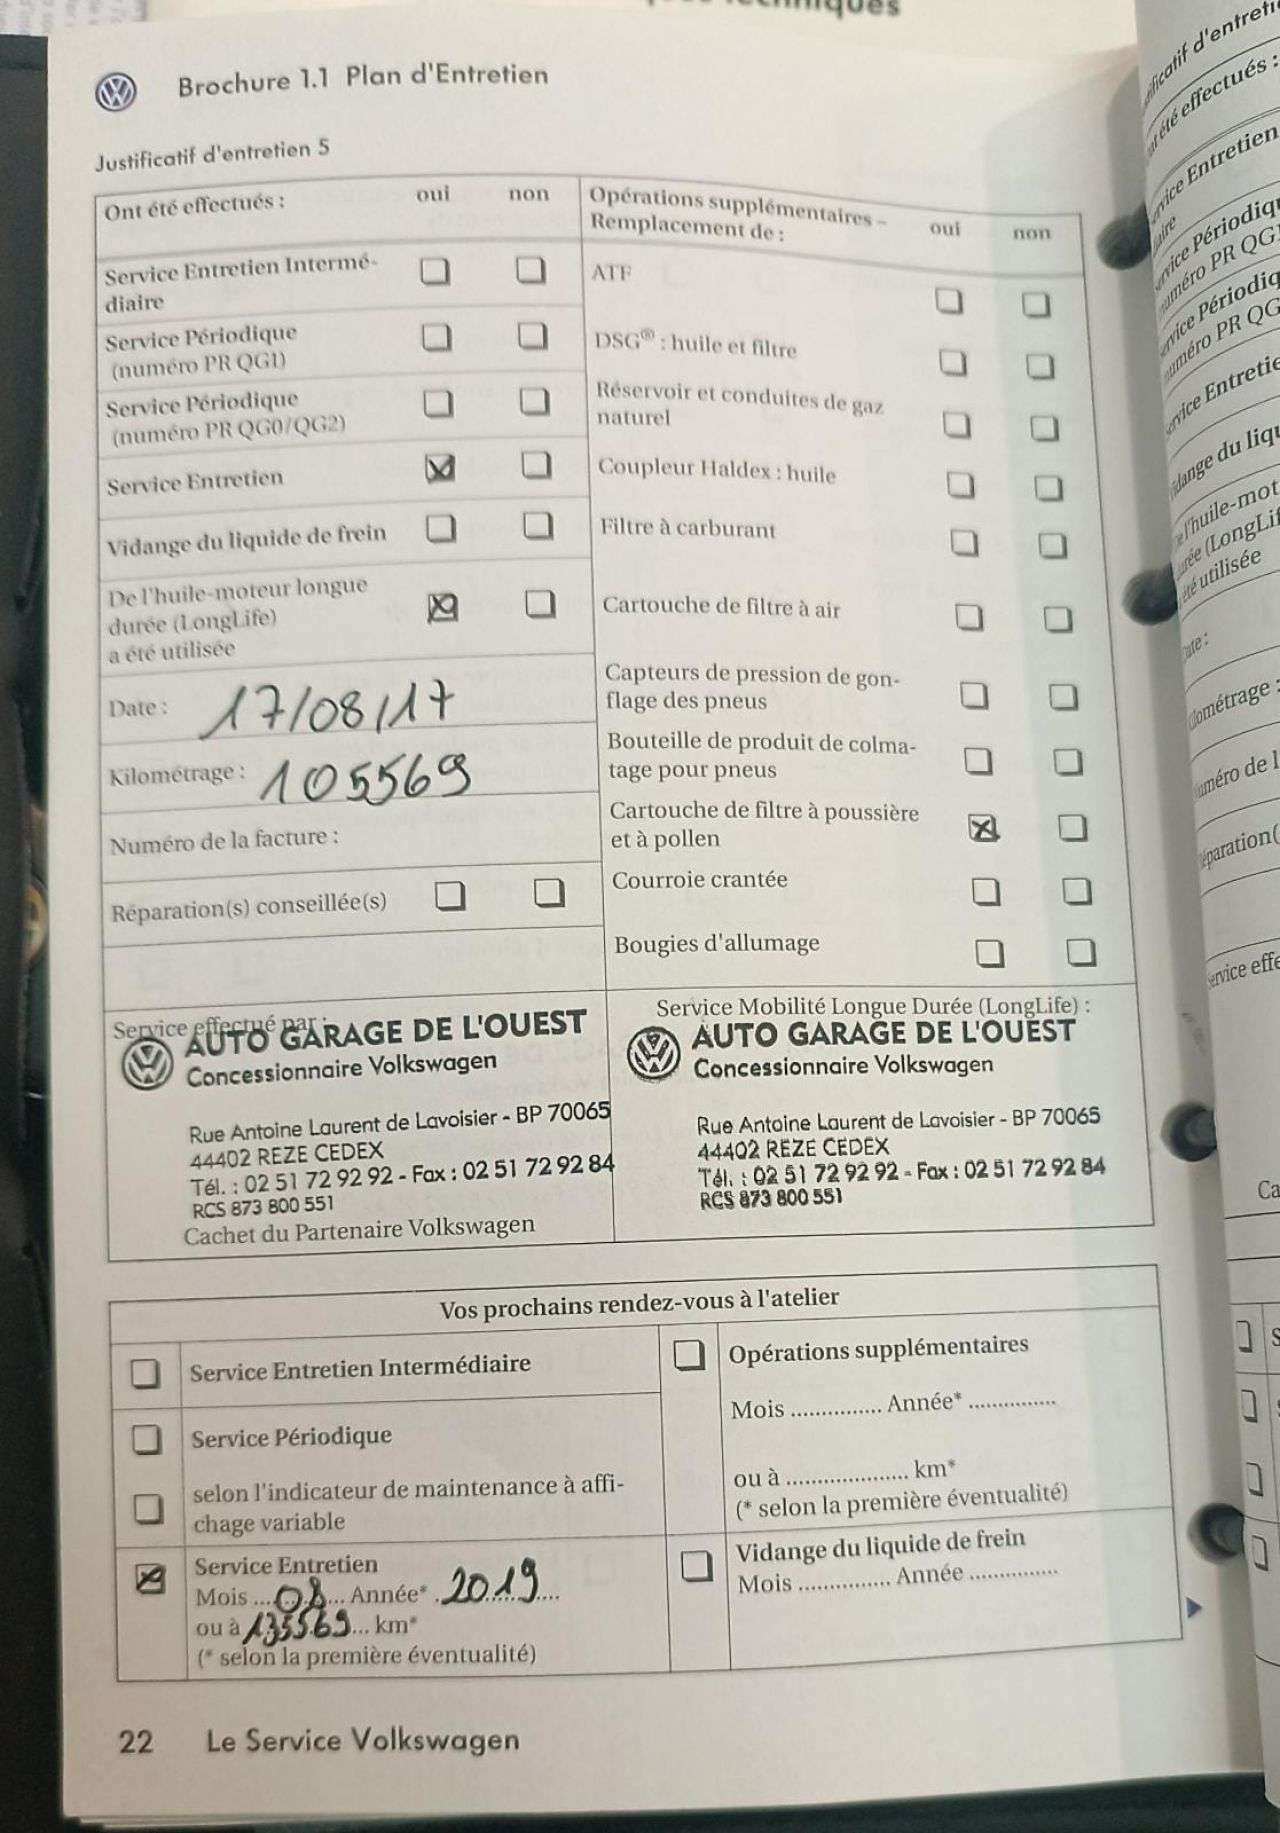 Brochure 1.1 Plan d'Entretien
Justificatif d'entretien 5
Ont été effectués : oui non
Service Entretien Intermé-
diaire
Service Périodique
(numéro PR QG1)
Service Périodique
(numéro PR QG0/QG2)
Service Entretien
Vidange du liquide de frein
De l'huile-moteur longue
durée (LongLife)
a été utilisée
Date : 17/08/17
Kilométrage : 105569
Numéro de la facture :
Réparation(s) conseillée(s)
Opérations supplémentaires –
Remplacement de : oui non
ATF
DSG® : huile et filtre
Réservoir et conduites de gaz
naturel
Coupleur Haldex : huile
Filtre à carburant
Cartouche de filtre à air
Capteurs de pression de gon-
flage des pneus
Bouteille de produit de colma-
tage pour pneus
Cartouche de filtre à poussière
et à pollen
Courroie crantée
Bougies d'allumage
Service effectué par :
AUTO GARAGE DE L'OUEST
Concessionnaire Volkswagen
Rue Antoine Laurent de Lavoisier - BP 70065
44402 REZE CEDEX
Tél. : 02 51 72 92 92 - Fax : 02 51 72 92 84
RCS 873 800 551
Cachet du Partenaire Volkswagen
Service Mobilité Longue Durée (LongLife) :
AUTO GARAGE DE L'OUEST
Concessionnaire Volkswagen
Rue Antoine Laurent de Lavoisier - BP 70065
44402 REZE CEDEX
Tél. : 02 51 72 92 92 - Fax : 02 51 72 92 84
RCS 873 800 551
Vos prochains rendez-vous à l'atelier
Service Entretien Intermédiaire
Service Périodique
selon l'indicateur de maintenance à affi-
chage variable
Service Entretien
Mois ...08... Année* .2019....
ou à 135569... km*
(* selon la première éventualité)
Opérations supplémentaires
Mois ............... Année* ..............
ou à .................... km*
(* selon la première éventualité)
Vidange du liquide de frein
Mois ............... Année ..............
22 Le Service Volkswagen